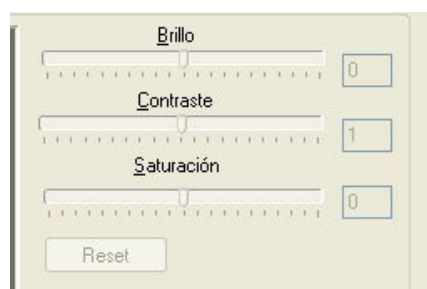 Brillo
0
Contraste
1
Saturación
0
Reset